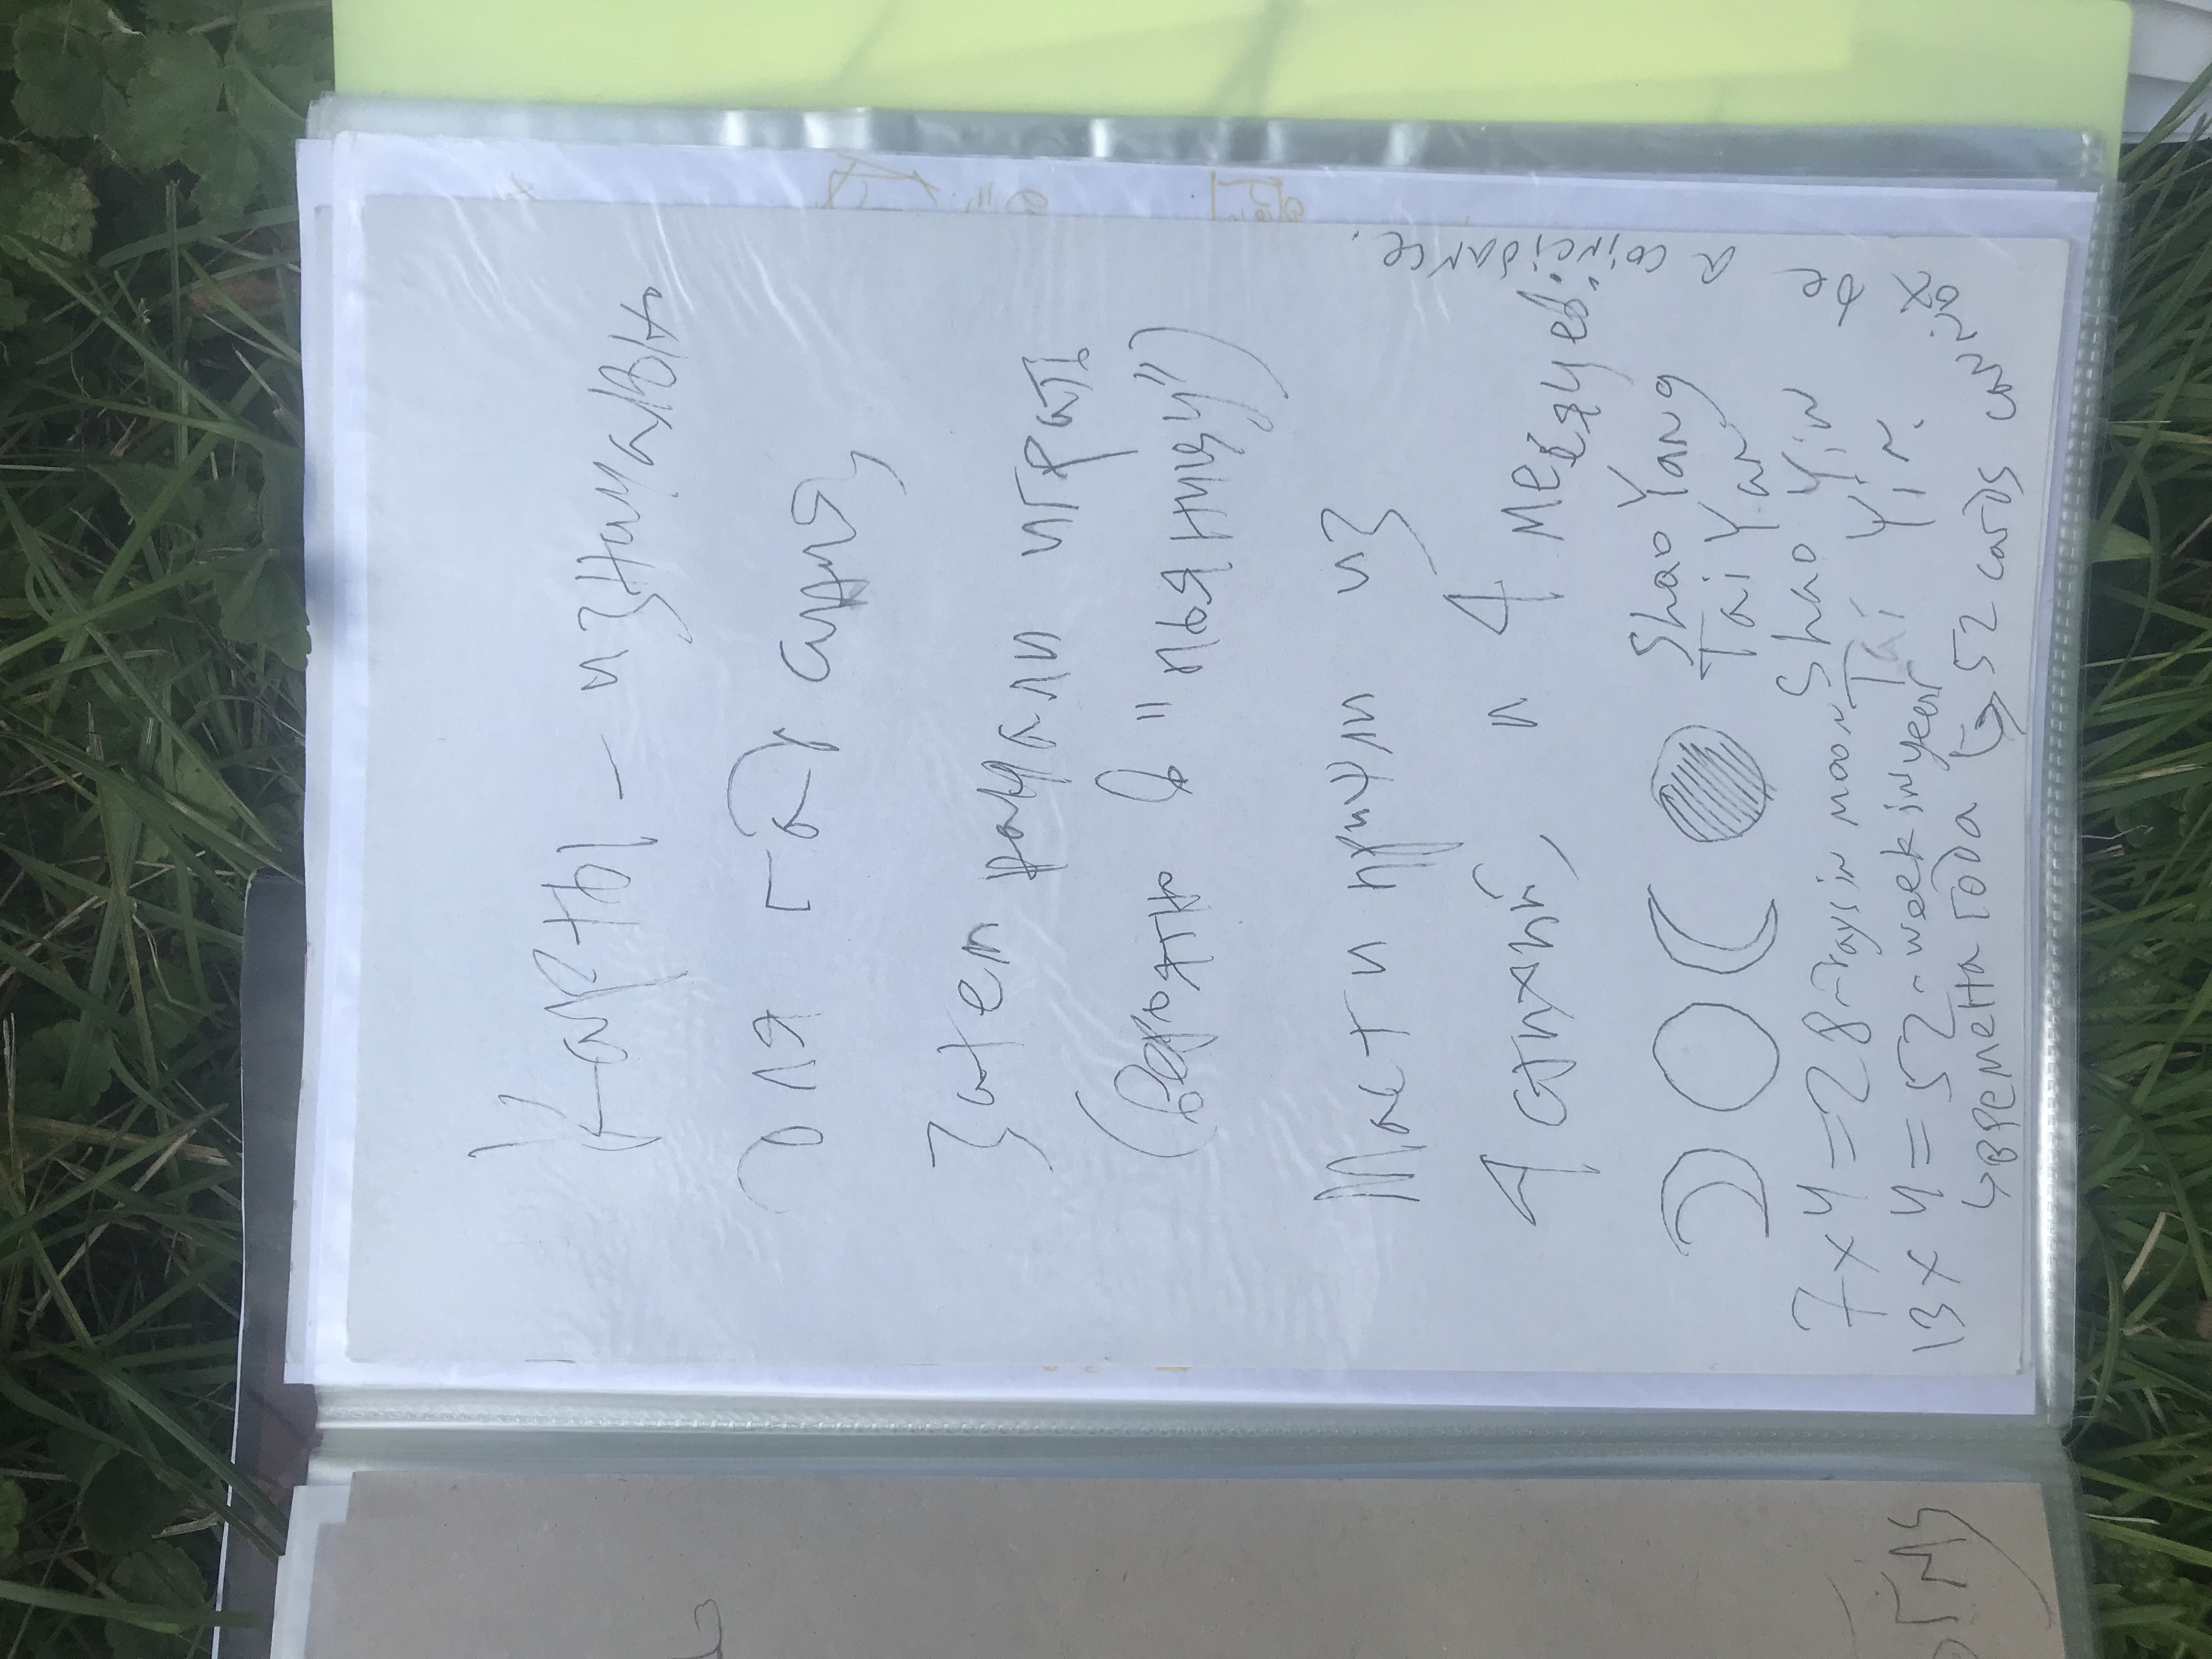 Карты – изначально
для гадания,
Затем начали играть
(вероятно в "пьяницу")
Масти пришли из
4 стихий, и 4 месяцев:
Shao Yang
Tai Yan
Shao Yin
Tai Yin.
7 x 4 = 28 - days in moon
13 x 4 = 52 - week in year
↳ времена года ↳ 52 cards cannot be a coincidance.